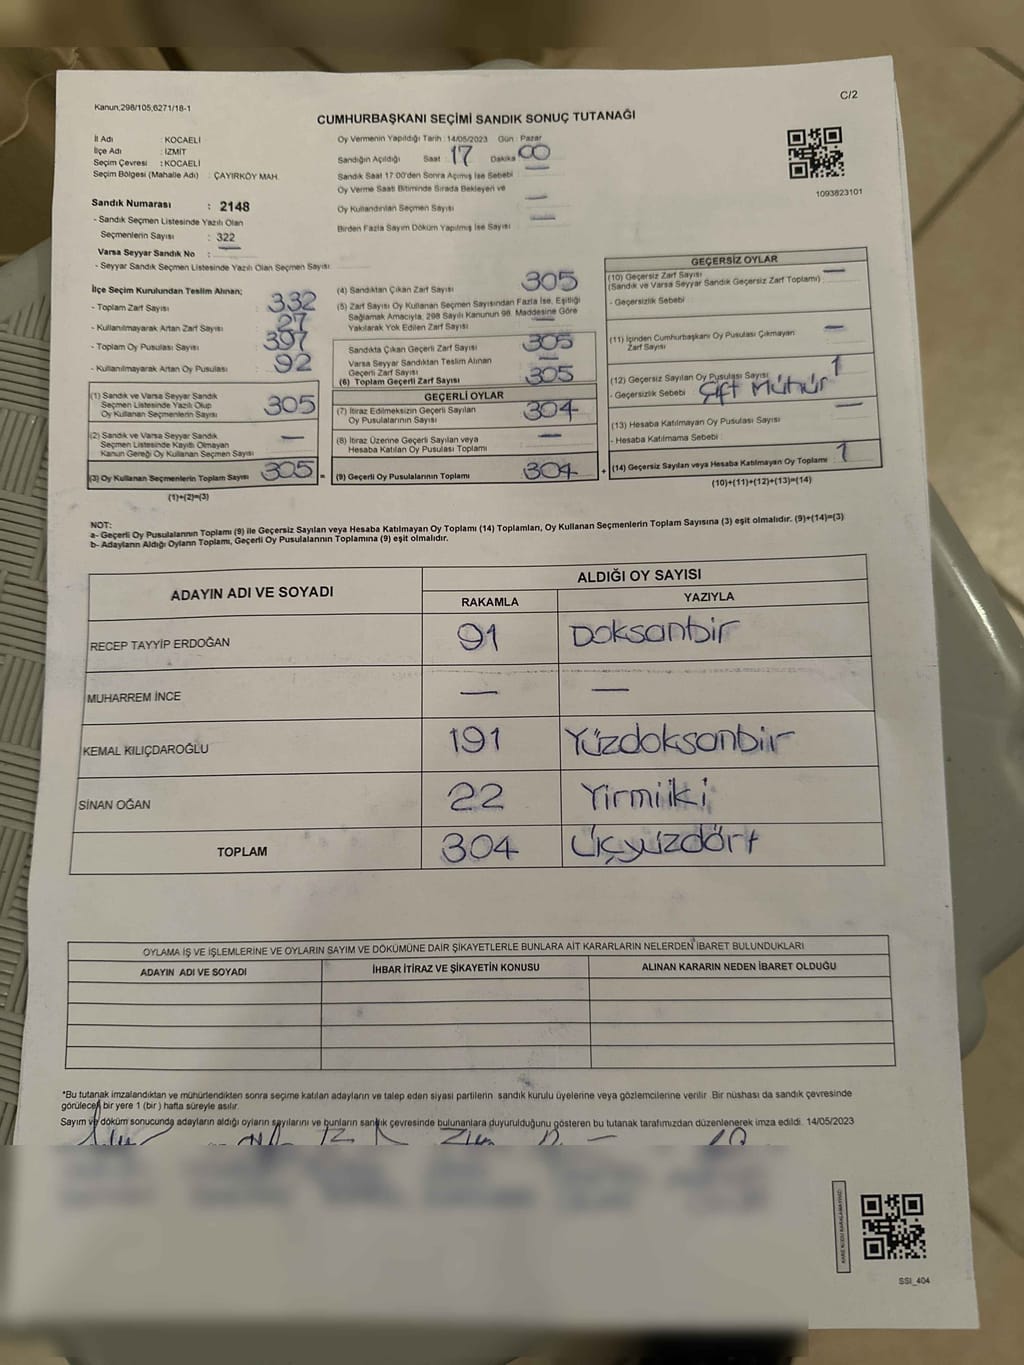 Kanun;298/105,6271/18-1
C/2
CUMHURBAŞKANI SEÇİMİ SANDIK SONUÇ TUTANAĞI
İl Adı : KOCAELİ
İlçe Adı : İZMİT
Seçim Çevresi : KOCAELİ
Seçim Bölgesi (Mahalle Adı) : ÇAYIRKÖY MAH.
Sandık Numarası : 2148
- Sandık Seçmen Listesinde Yazılı Olan
Seçmenlerin Sayısı : 322
Varsa Seyyar Sandık No : —
- Seyyar Sandık Seçmen Listesinde Yazılı Olan Seçmen Sayısı:
Oy Vermenin Yapıldığı Tarih : 14/05/2023 Gün : Pazar
Sandığın Açıldığı Saat : 17 Dakika : 00
Sandık Saat 17.00'den Sonra Açımış İse Sebebi : —
Oy Verme Saati Bitiminde Sırada Bekleyen ve
Oy Kullandırılan Seçmen Sayısı —
Birden Fazla Sayım Döküm Yapılmış İse Sayısı —
1093823101
İlçe Seçim Kurulundan Teslim Alınan;
- Toplam Zarf Sayısı : 332
- Kullanılmayarak Artan Zarf Sayısı : 27
- Toplam Oy Pusulası Sayısı : 397
- Kullanılmayarak Artan Oy Pusulası : 92
(1) Sandık ve Varsa Seyyar Sandık
Seçmen Listesinde Yazılı Olup
Oy Kullanan Seçmenlerin Sayısı 305
(2) Sandık ve Varsa Seyyar Sandık
Seçmen Listesinde Kayıtlı Olmayan
Kanun Gereği Oy Kullanan Seçmen Sayısı —
(3) Oy Kullanan Seçmenlerin Toplam Sayısı 305 =
(1)+(2)=(3)
(4) Sandıktan Çıkan Zarf Sayısı 305
(5) Zarf Sayısı Oy Kullanan Seçmen Sayısından Fazla İse, Eşitliği
Sağlamak Amacıyla, 298 Sayılı Kanunun 98. Maddesine Göre
Yakılarak Yok Edilen Zarf Sayısı —
Sandıkta Çıkan Geçerli Zarf Sayısı 305
Varsa Seyyar Sandıktan Teslim Alınan
Geçerli Zarf Sayısı —
(6) Toplam Geçerli Zarf Sayısı 305
GEÇERLİ OYLAR
(7) İtiraz Edilmeksizin Geçerli Sayılan
Oy Pusulalarının Sayısı 304
(8) İtiraz Üzerine Geçerli Sayılan veya
Hesaba Katılan Oy Pusulası Toplamı —
(9) Geçerli Oy Pusulalarının Toplamı 304 +
GEÇERSİZ OYLAR
(10) Geçersiz Zarf Sayısı —
(Sandık ve Varsa Seyyar Sandık Geçersiz Zarf Toplamı)
- Geçersizlik Sebebi :
(11) İçinden Cumhurbaşkanı Oy Pusulası Çıkmayan —
Zarf Sayısı
(12) Geçersiz Sayılan Oy Pusulası Sayısı 1
- Geçersizlik Sebebi Çift Mühür
(13) Hesaba Katılmayan Oy Pusulası Sayısı —
- Hesaba Katılmama Sebebi :
(14) Geçersiz Sayılan veya Hesaba Katılmayan Oy Toplamı 1
(10)+(11)+(12)+(13)=(14)
NOT:
a- Geçerli Oy Pusulalarının Toplamı (9) ile Geçersiz Sayılan veya Hesaba Katılmayan Oy Toplamı (14) Toplamları, Oy Kullanan Seçmenlerin Toplam Sayısına (3) eşit olmalıdır. (9)+(14)=(3)
b- Adayların Aldığı Oyların Toplamı, Geçerli Oy Pusulalarının Toplamına (9) eşit olmalıdır.
ADAYIN ADI VE SOYADI
ALDIĞI OY SAYISI
RAKAMLA YAZIYLA
RECEP TAYYİP ERDOĞAN 91 Doksanbir
MUHARREM İNCE — —
KEMAL KILIÇDAROĞLU 191 Yüzdoksanbir
SİNAN OĞAN 22 Yirmiiki
TOPLAM 304 Üçyüzdört
OYLAMA İŞ VE İŞLEMLERİNE VE OYLARIN SAYIM VE DÖKÜMÜNE DAİR ŞİKAYETLERLE BUNLARA AİT KARARLARIN NELERDEN İBARET BULUNDUKLARI
ADAYIN ADI VE SOYADI İHBAR İTİRAZ VE ŞİKAYETİN KONUSU ALINAN KARARIN NEDEN İBARET OLDUĞU
*Bu tutanak imzalandıktan ve mühürlendikten sonra seçime katılan adayların ve talep eden siyasi partilerin sandık kurulu üyelerine veya gözlemcilerine verilir. Bir nüshası da sandık çevresinde
görülecek bir yere 1 (bir) hafta süreyle asılır.
Sayım ve döküm sonucunda adayların aldığı oyların sayılarını ve bunların sandık çevresinde bulunanlara duyurulduğunu gösteren bu tutanak tarafımızdan düzenlenerek imza edildi. 14/05/2023
SSI_404